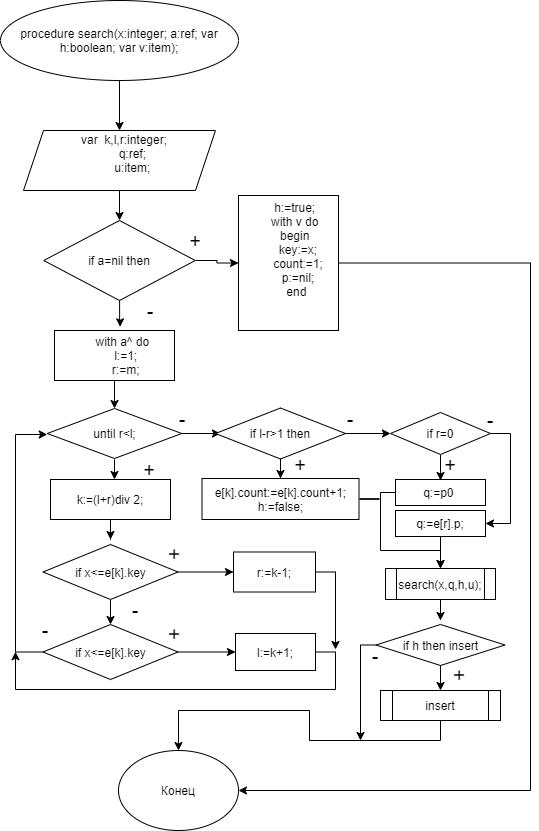 procedure search(x:integer; a:ref; var
h:boolean; var v:item);
var k,l,r:integer;
q:ref;
u:item;
if a=nil then
+
h:=true;
with v do
begin
key:=x;
count:=1;
p:=nil;
end
-
with a^ do
l:=1;
r:=m;
until r<l;
-
if l-r>1 then
-
if r=0
-
+
+
+
k:=(l+r)div 2;
e[k].count:=e[k].count+1;
h:=false;
q:=p0
q:=e[r].p;
if x<=e[k].key
+
r:=k-1;
search(x,q,h,u);
-
-
if x<=e[k].key
+
l:=k+1;
if h then insert
-
+
insert
Конец